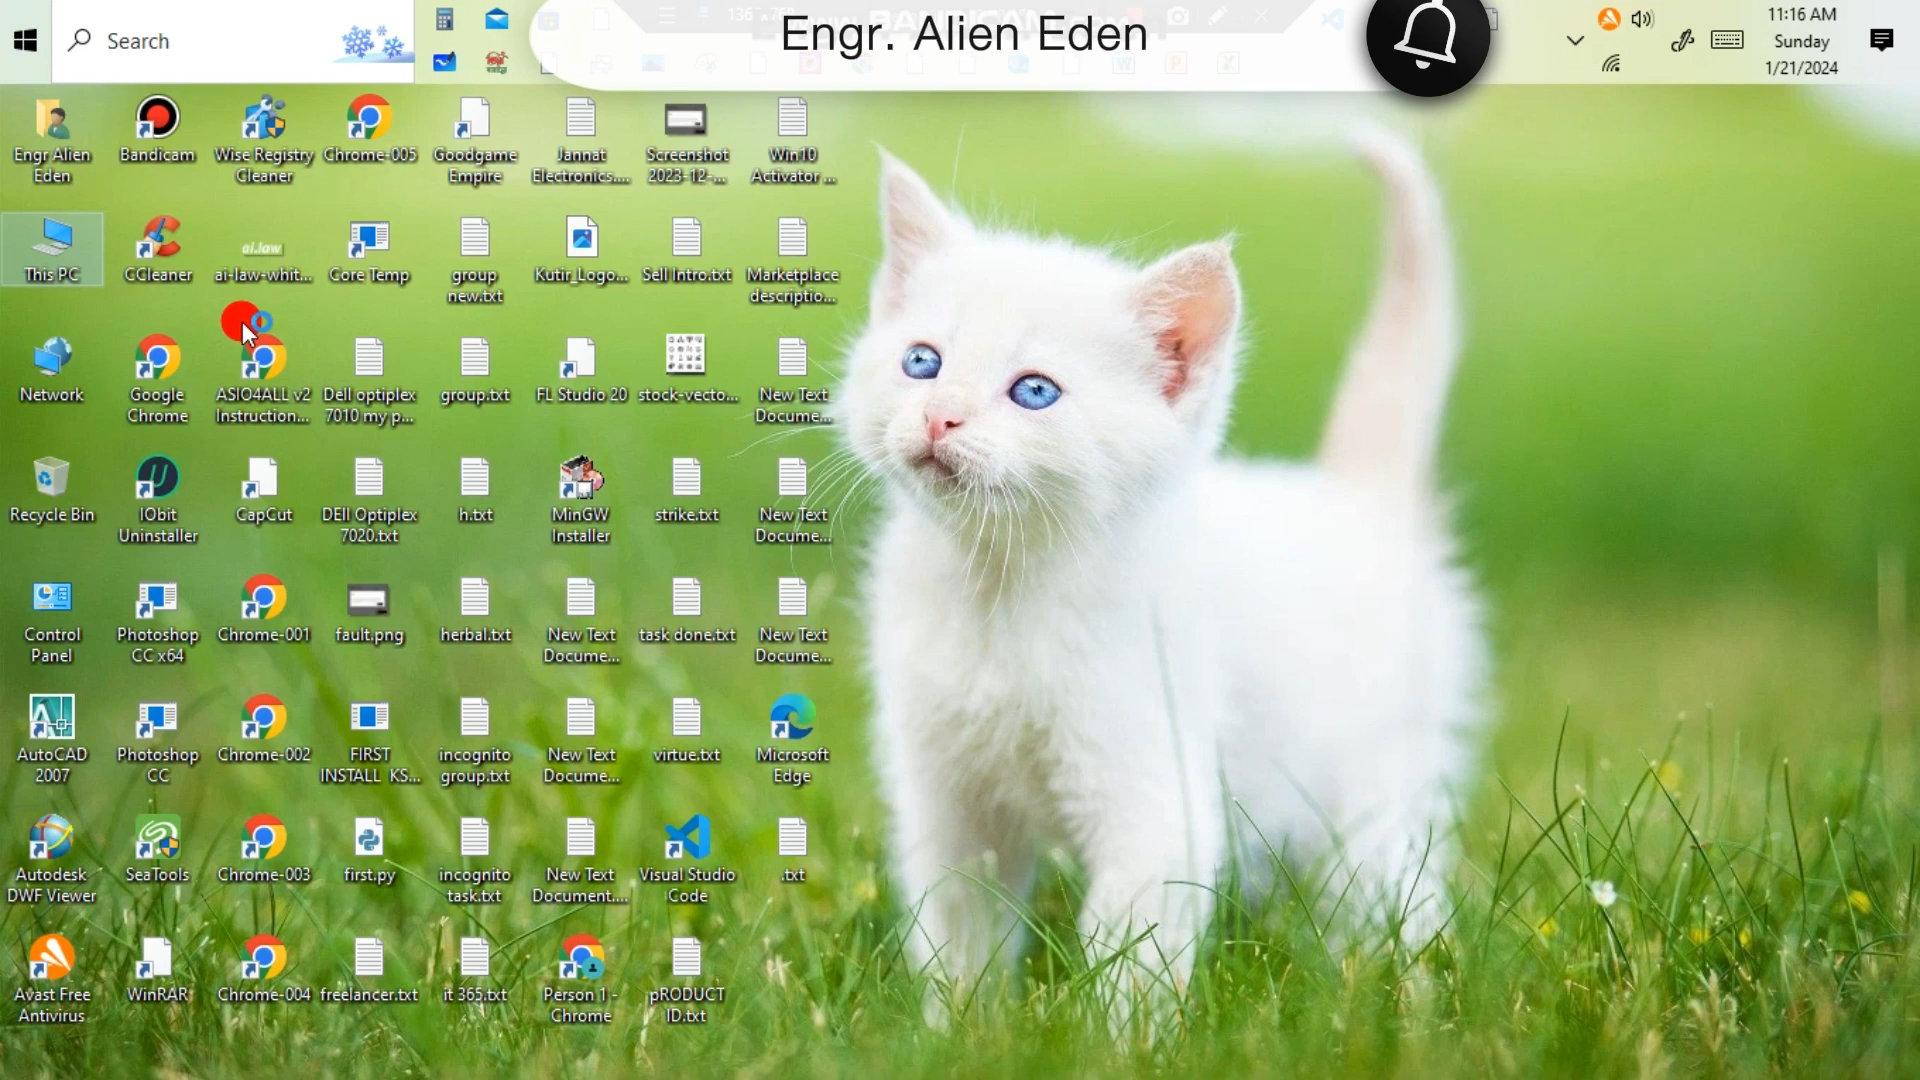 Search
Engr. Alien Eden
11:16 AM
Sunday
1/21/2024
Engr Alien
Eden
Bandicam
Wise Registry
Cleaner
Chrome-005
Goodgame
Empire
Jannat
Electronics....
Screenshot
2023-12-...
Win10
Activator ...
This PC
CCleaner
ai.law
ai-law-whit...
Core Temp
group
new.txt
Kutir_Logo...
Sell Intro.txt
Marketplace
descriptio...
Network
Google
Chrome
ASIO4ALL v2
Instruction...
Dell optiplex
7010 my p...
group.txt
FL Studio 20
stock-vecto...
New Text
Docume...
Recycle Bin
IObit
Uninstaller
CapCut
DEll Optiplex
7020.txt
h.txt
MinGW
Installer
strike.txt
New Text
Docume...
Control
Panel
Photoshop
CC x64
Chrome-001
fault.png
herbal.txt
New Text
Docume...
task done.txt
New Text
Docume...
AutoCAD
2007
Photoshop
CC
Chrome-002
FIRST
INSTALL KS...
incognito
group.txt
New Text
Docume...
virtue.txt
Microsoft
Edge
Autodesk
DWF Viewer
SeaTools
Chrome-003
first.py
incognito
task.txt
New Text
Document....
Visual Studio
Code
.txt
Avast Free
Antivirus
WinRAR
Chrome-004
freelancer.txt
it 365.txt
Person 1 -
Chrome
pRODUCT
ID.txt